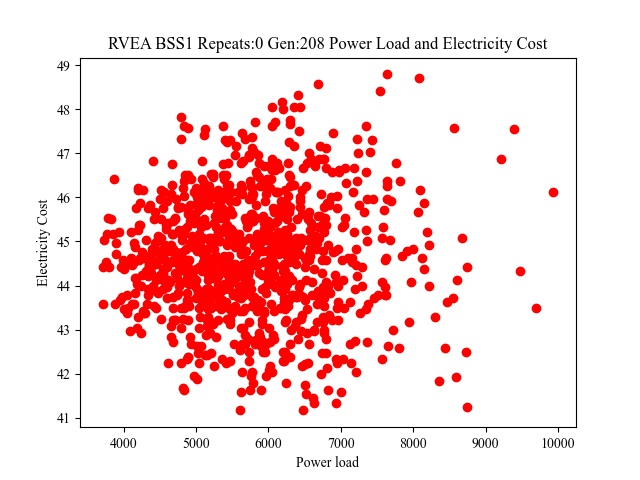 RVEA BSS1 Repeats:0 Gen:208 Power Load and Electricity Cost
49
48
47
46
45
44
43
42
41
Electricity Cost
4000 5000 6000 7000 8000 9000 10000
Power load